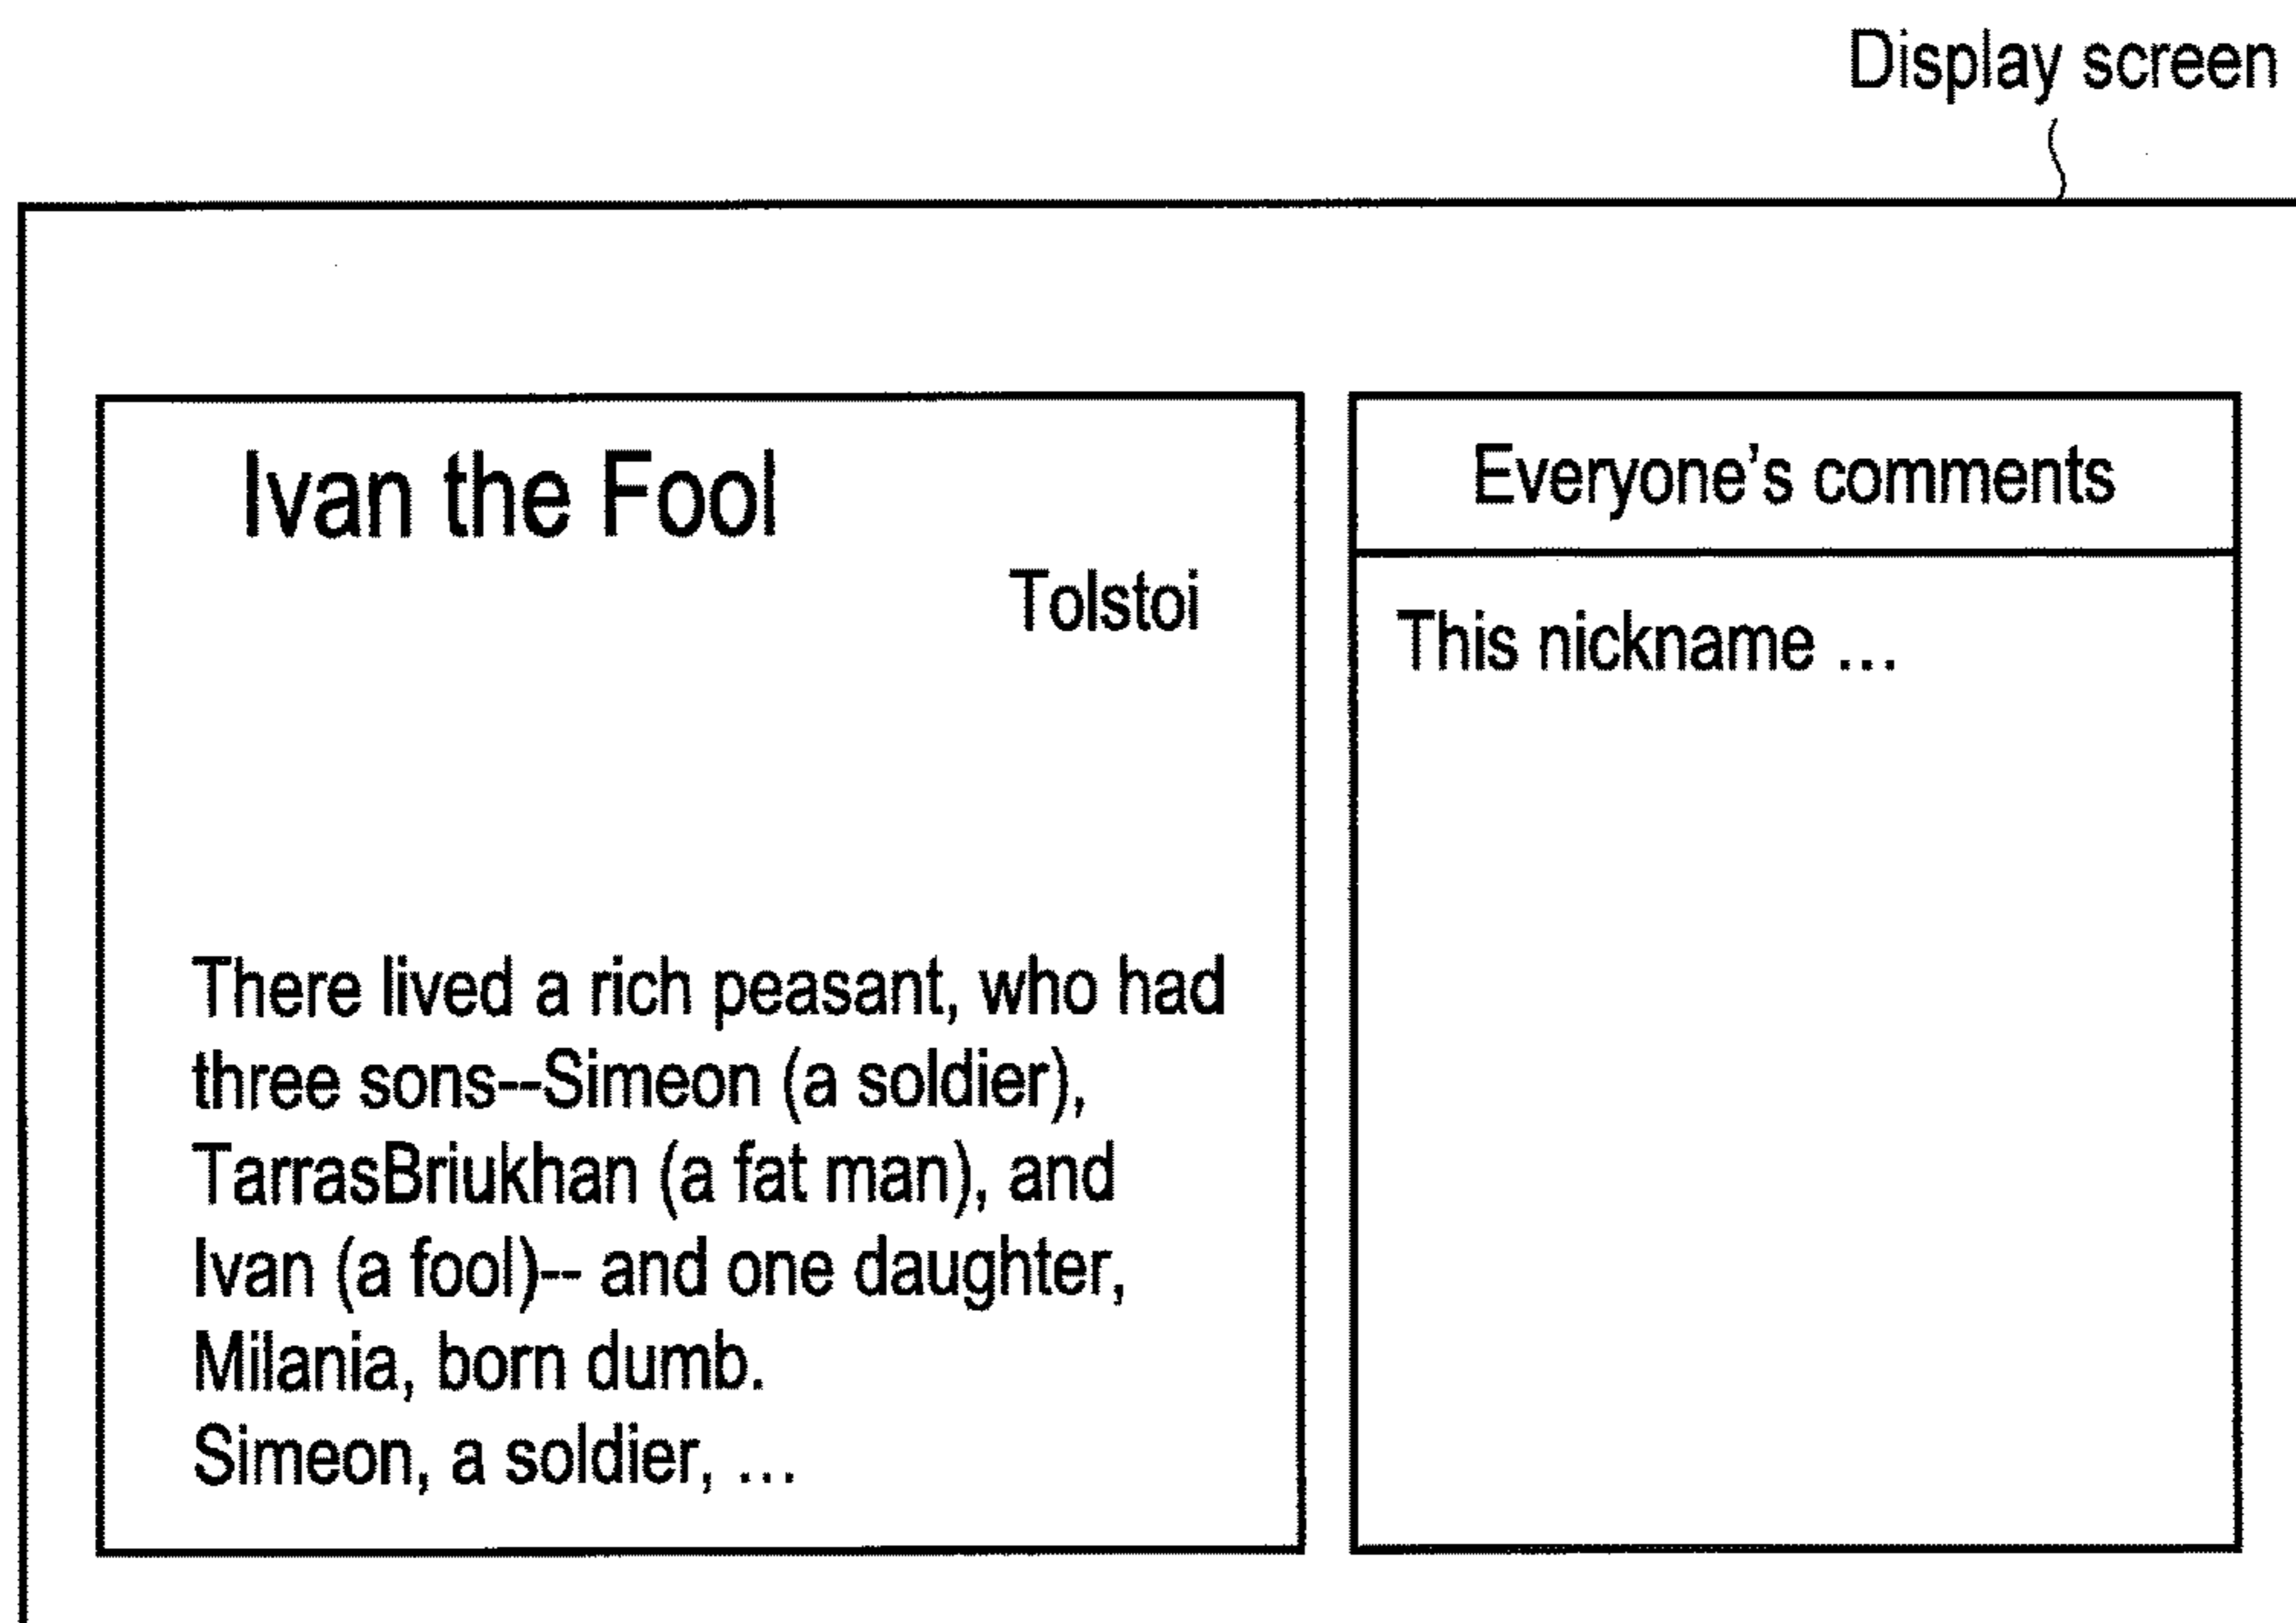 Display screen
Ivan the Fool
Tolstoi
There lived a rich peasant, who had
three sons--Simeon (a soldier),
TarrasBriukhan (a fat man), and
Ivan (a fool)-- and one daughter,
Milania, born dumb.
Simeon, a soldier, ...
Everyone's comments
This nickname ...